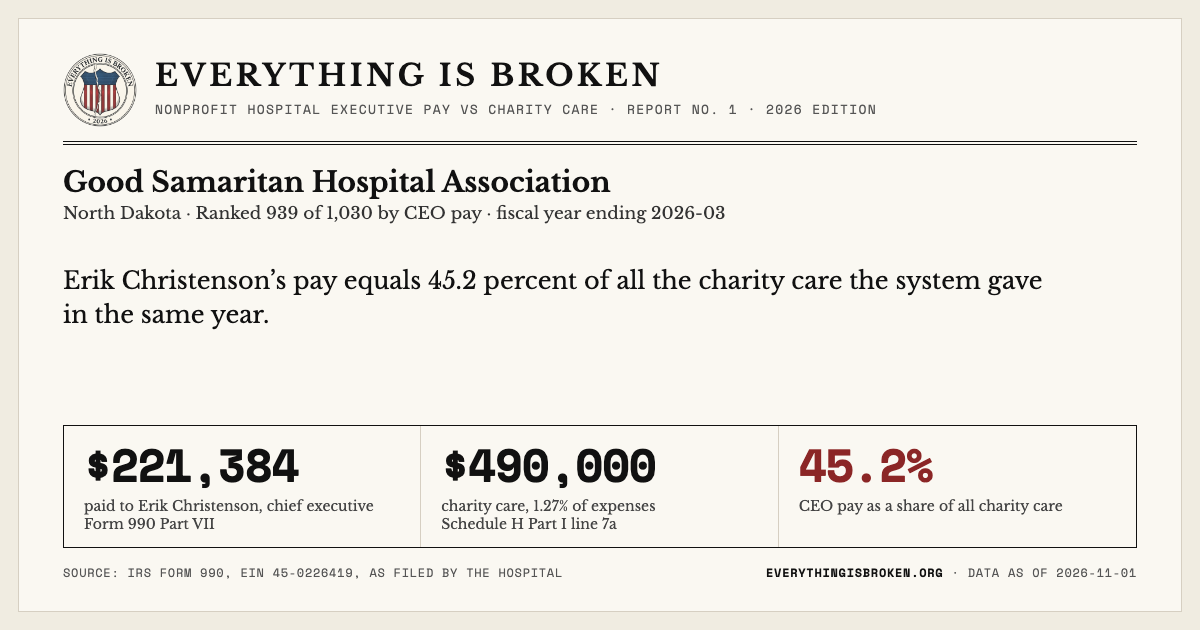 EVERYTHING IS BROKEN
2026
EVERYTHING IS BROKEN
NONPROFIT HOSPITAL EXECUTIVE PAY VS CHARITY CARE · REPORT NO. 1 · 2026 EDITION
Good Samaritan Hospital Association
North Dakota · Ranked 939 of 1,030 by CEO pay · fiscal year ending 2026-03
Erik Christenson’s pay equals 45.2 percent of all the charity care the system gave
in the same year.
$221,384
paid to Erik Christenson, chief executive
Form 990 Part VII
$490,000
charity care, 1.27% of expenses
Schedule H Part I line 7a
45.2%
CEO pay as a share of all charity care
SOURCE: IRS FORM 990, EIN 45-0226419, AS FILED BY THE HOSPITAL
EVERYTHINGISBROKEN.ORG · DATA AS OF 2026-11-01